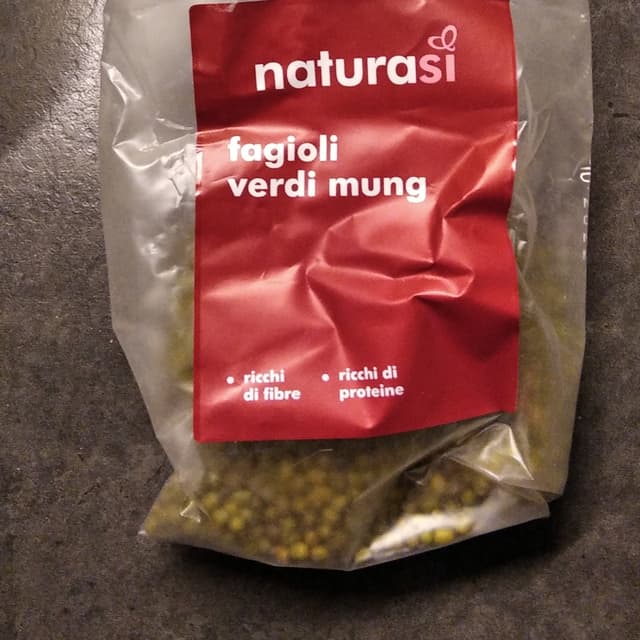 naturasì
fagioli
verdi mung
• ricchi
di fibre
• ricchi di
proteine